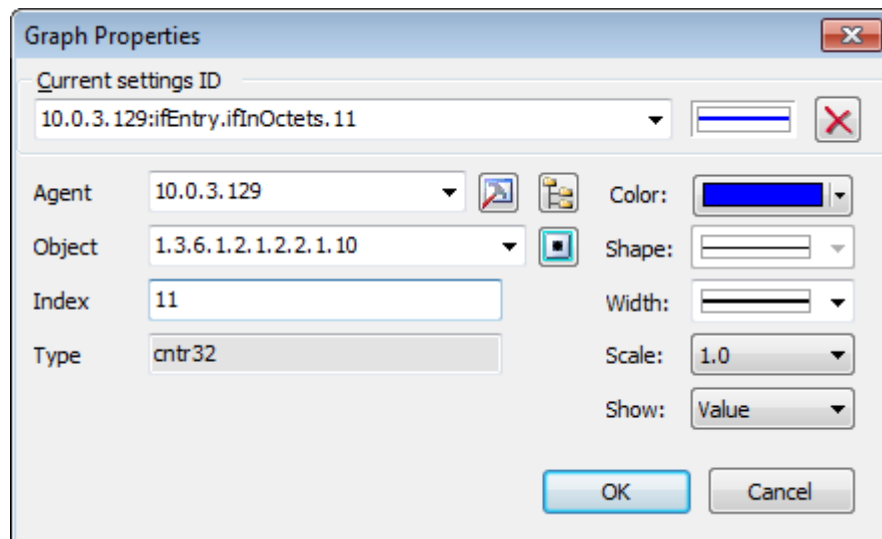 Graph Properties
Current settings ID
10.0.3.129:ifEntry.ifInOctets.11
Agent 10.0.3.129 Color:
Object 1.3.6.1.2.1.2.2.1.10 Shape:
Index 11 Width:
Type cntr32 Scale: 1.0
Show: Value
OK Cancel